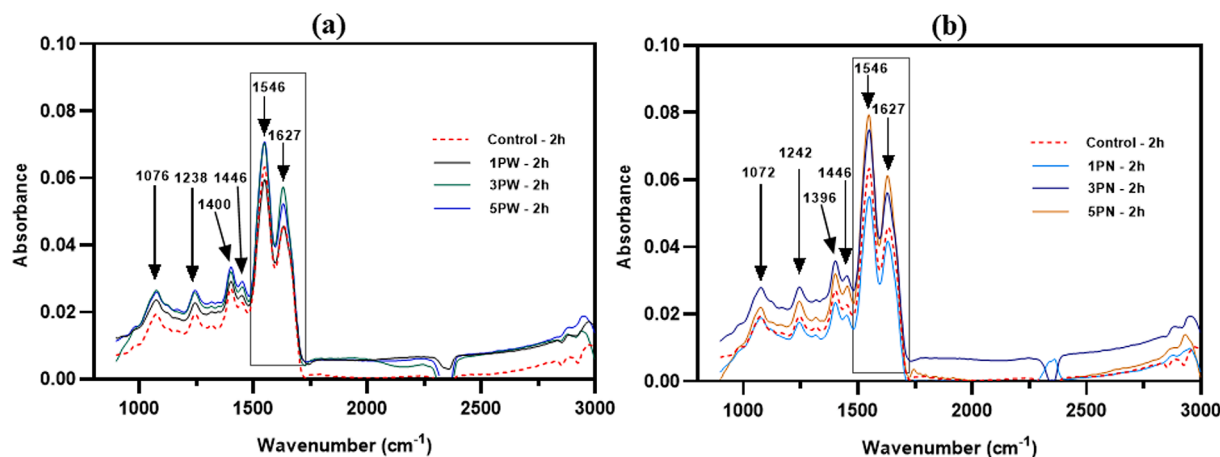 (a)
0.10
0.08
0.06
0.04
0.02
0.00
Absorbance
1076
1238
1400
1446
1546
1627
Control - 2h
1PW - 2h
3PW - 2h
5PW - 2h
1000
1500
2000
2500
3000
Wavenumber (cm⁻¹)
(b)
0.10
0.08
0.06
0.04
0.02
0.00
Absorbance
1072
1242
1396
1446
1546
1627
Control - 2h
1PN - 2h
3PN - 2h
5PN - 2h
1000
1500
2000
2500
3000
Wavenumber (cm⁻¹)